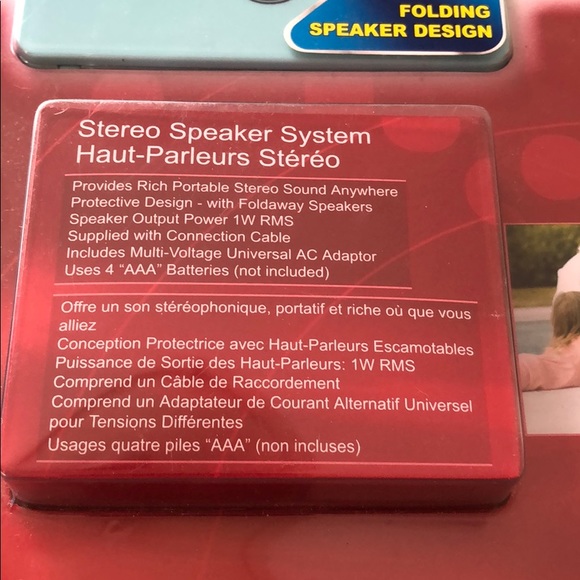 FOLDING
SPEAKER DESIGN
Stereo Speaker System
Haut-Parleurs Stéréo
Provides Rich Portable Stereo Sound Anywhere
Protective Design - with Foldaway Speakers
Speaker Output Power 1W RMS
Supplied with Connection Cable
Includes Multi-Voltage Universal AC Adaptor
Uses 4 “AAA” Batteries (not included)
Offre un son stéréophonique, portatif et riche où que vous
alliez
Conception Protectrice avec Haut-Parleurs Escamotables
Puissance de Sortie des Haut-Parleurs: 1W RMS
Comprend un Câble de Raccordement
Comprend un Adaptateur de Courant Alternatif Universel
pour Tensions Différentes
Usages quatre piles “AAA” (non incluses)